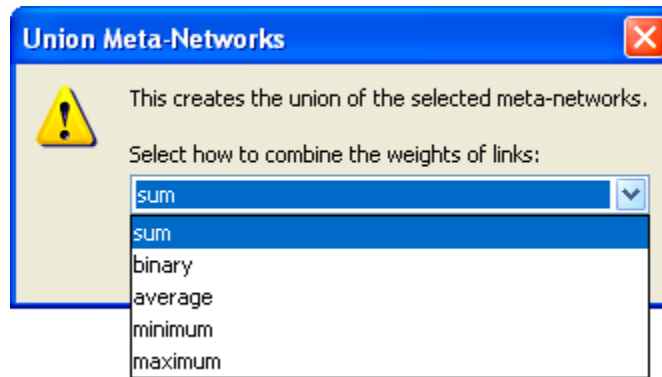 Union Meta-Networks
This creates the union of the selected meta-networks.
Select how to combine the weights of links:
sum
sum
binary
average
minimum
maximum